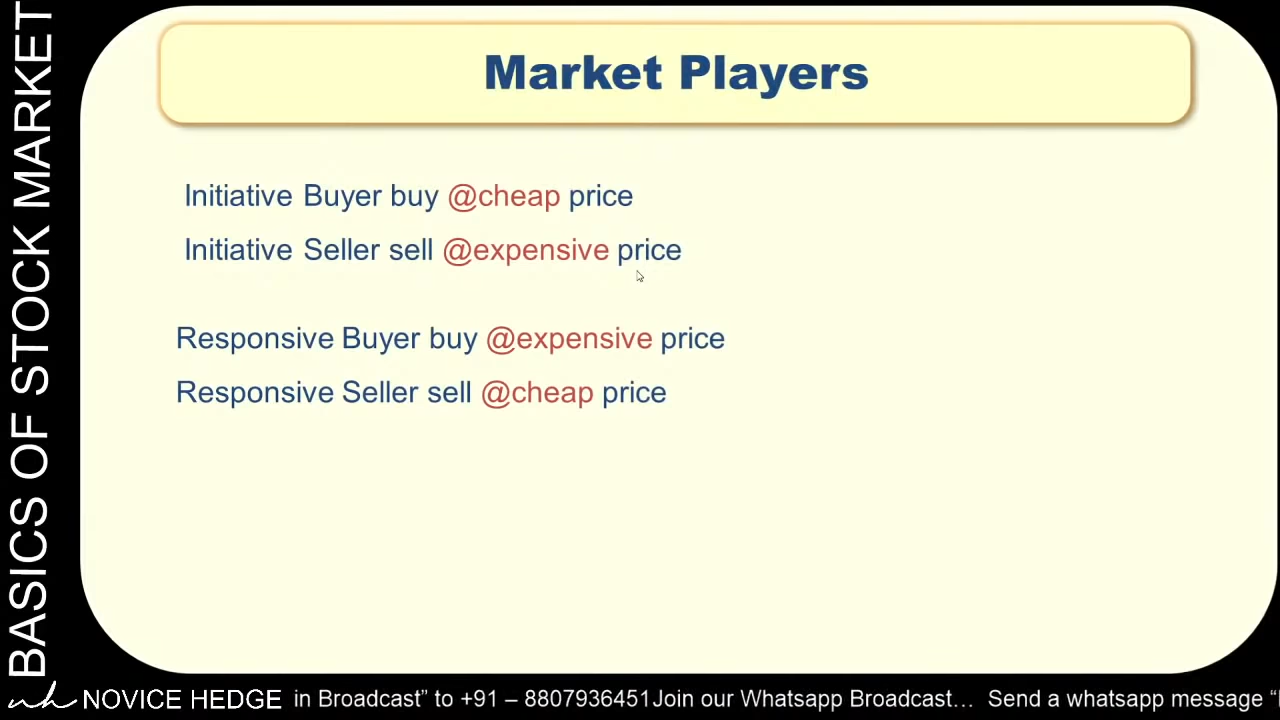 BASICS OF STOCK MARKET
Market Players
Initiative Buyer buy @cheap price
Initiative Seller sell @expensive price
Responsive Buyer buy @expensive price
Responsive Seller sell @cheap price
nh NOVICE HEDGE in Broadcast” to +91 – 8807936451Join our Whatsapp Broadcast… Send a whatsapp message “